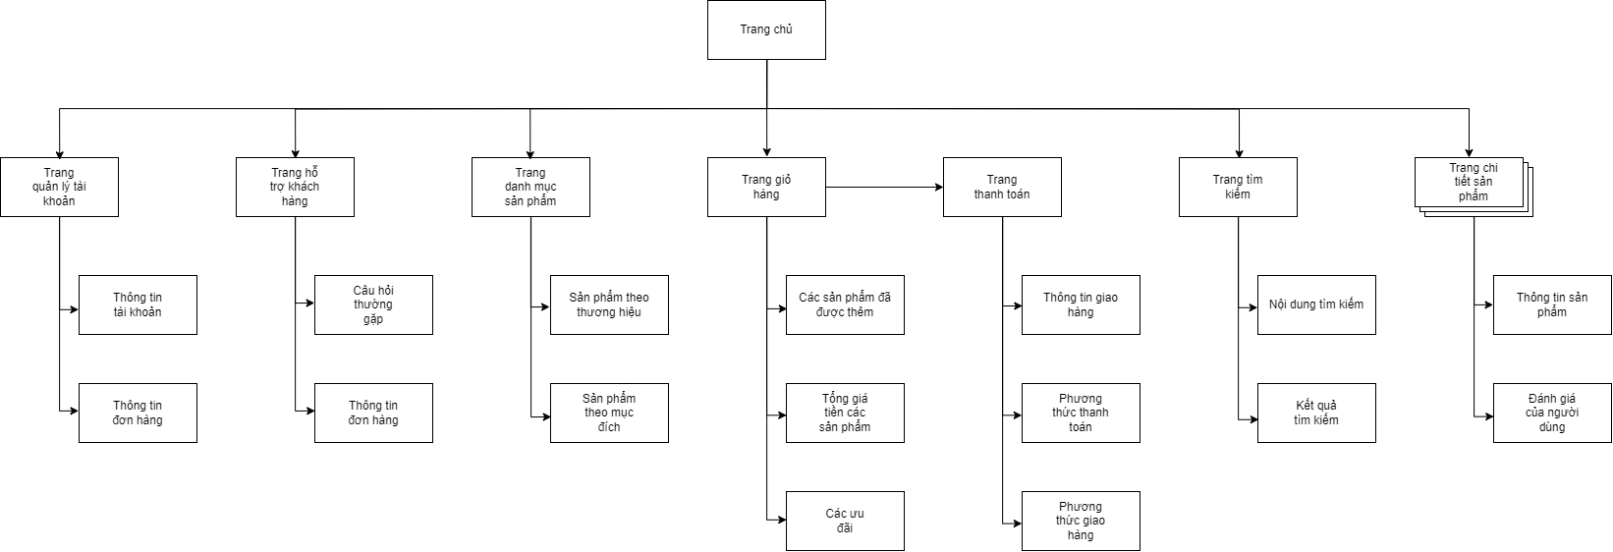 Trang chủ
Trang
quản lý tài
khoản
Trang hỗ
trợ khách
hàng
Trang
danh mục
sản phẩm
Trang giỏ
hàng
Trang
thanh toán
Trang tìm
kiếm
Trang chi
tiết sản
phẩm
Thông tin
tài khoản
Câu hỏi
thường
gặp
Sản phẩm theo
thương hiệu
Các sản phẩm đã
được thêm
Thông tin giao
hàng
Nội dung tìm kiếm
Thông tin sản
phẩm
Thông tin
đơn hàng
Thông tin
đơn hàng
Sản phẩm
theo mục
đích
Tổng giá
tiền các
sản phẩm
Phương
thức thanh
toán
Kết quả
tìm kiếm
Đánh giá
của người
dùng
Các ưu
đãi
Phương
thức giao
hàng